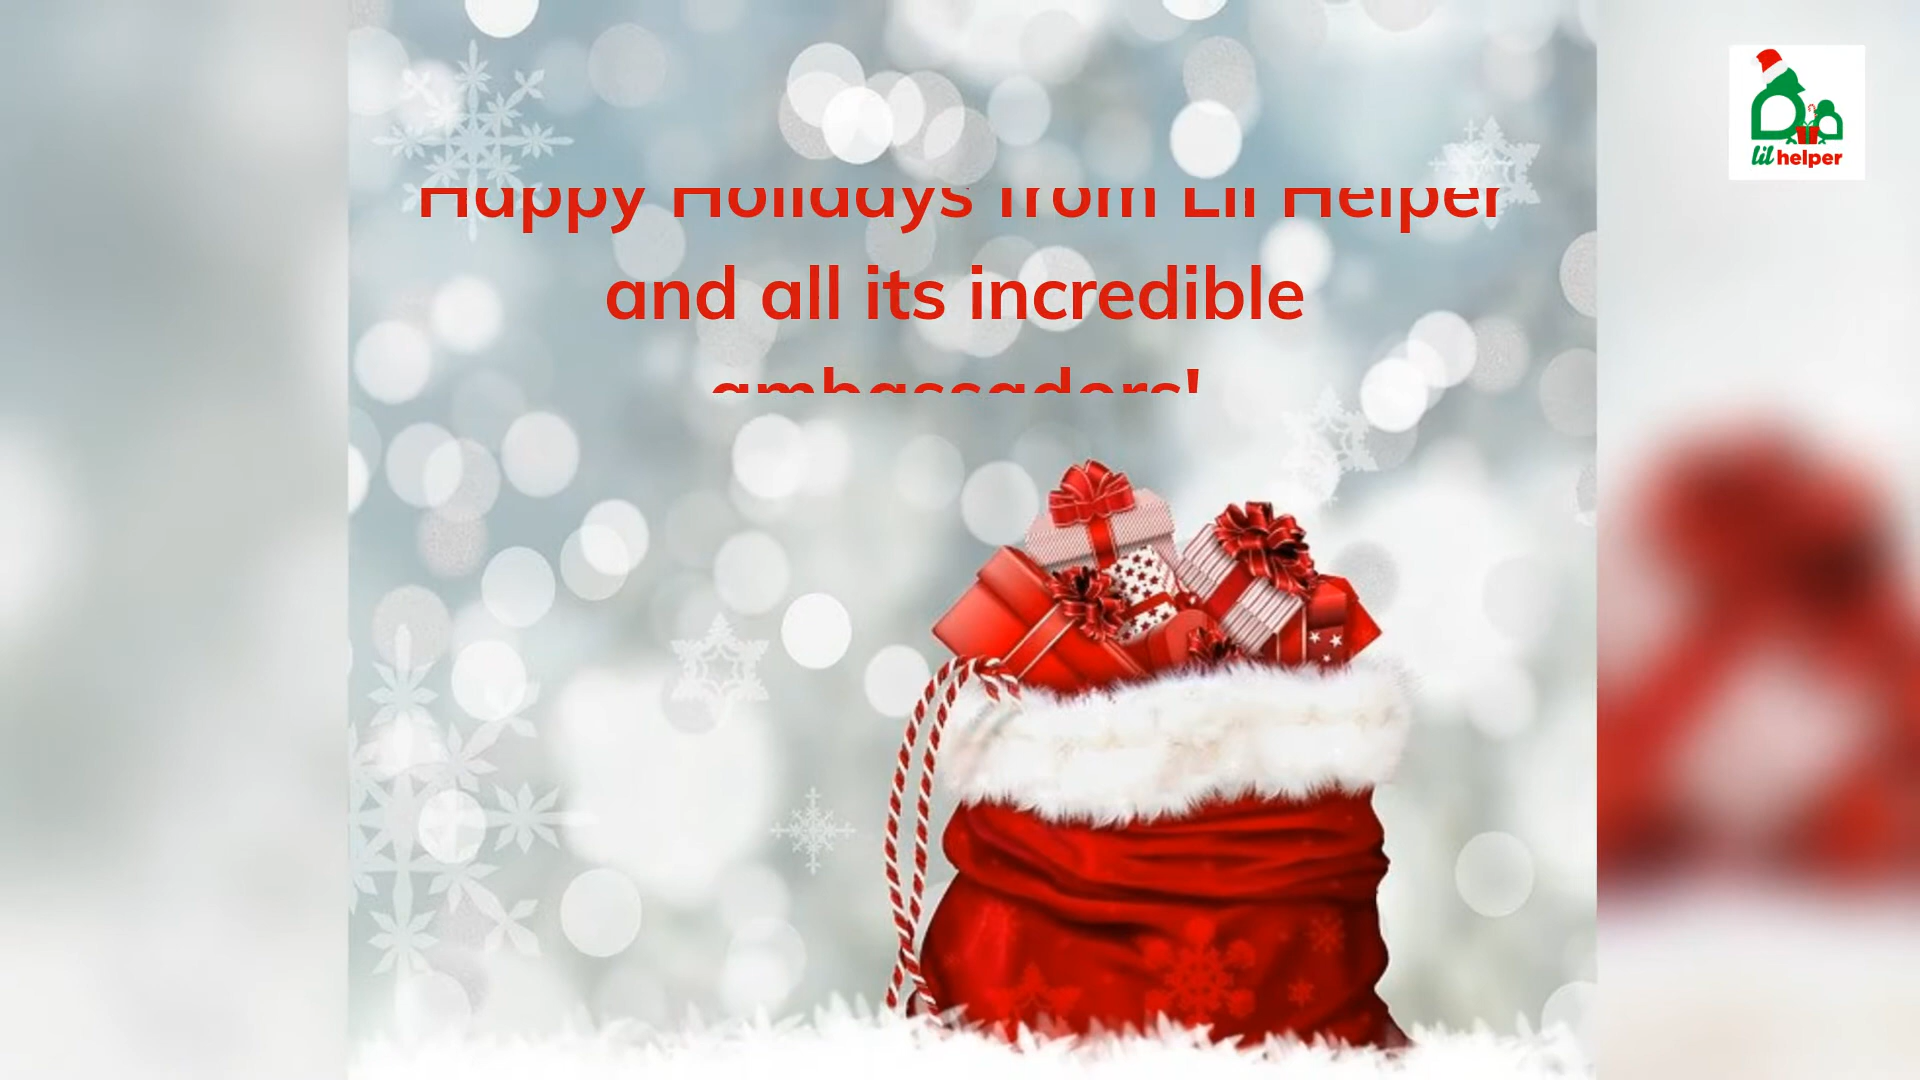 Happy Holidays from Lil Helper
and all its incredible
ambassadors!
lil helper